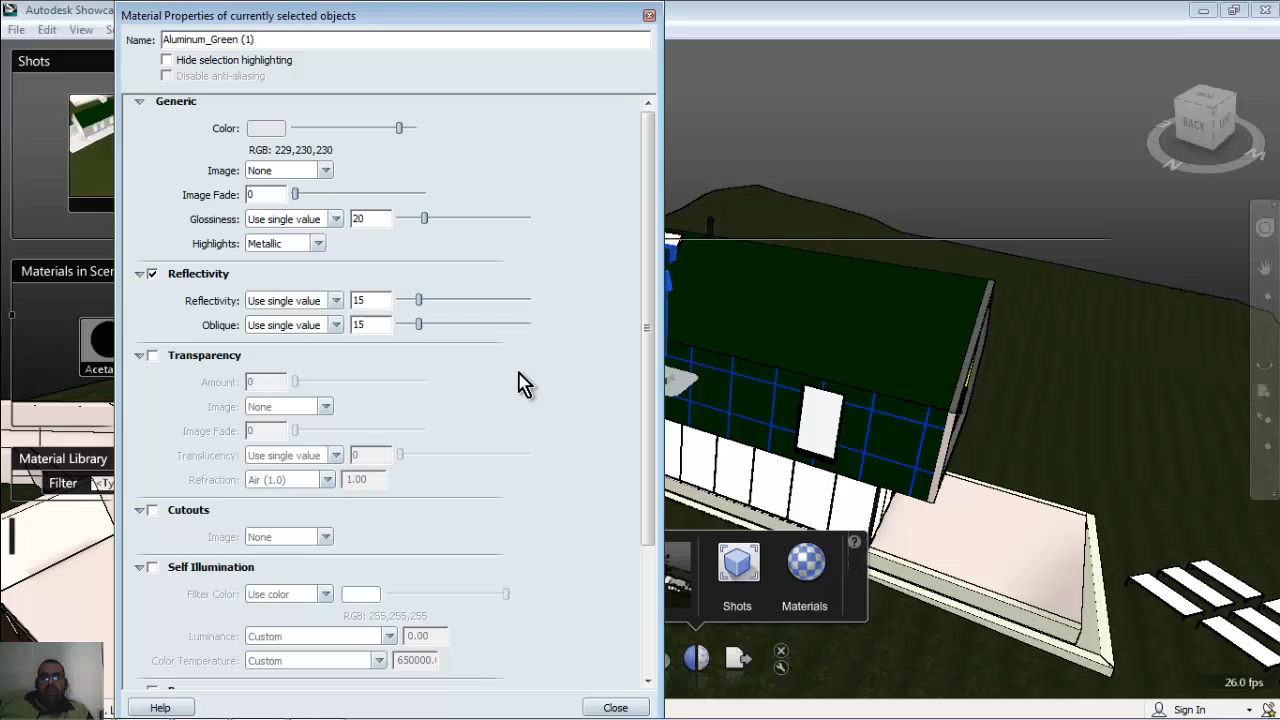 Autodesk Showca
Material Properties of currently selected objects
File Edit View
Name: Aluminum_Green (1)
Hide selection highlighting
Disable anti-aliasing
Shots
Generic
Color:
RGB: 229,230,230
Image: None
Image Fade: 0
Glossiness: Use single value 20
Highlights: Metallic
Reflectivity
Reflectivity: Use single value 15
Oblique: Use single value 15
Transparency
Amount: 0
Image: None
Image Fade: 0
Translucency: Use single value 0
Refraction: Air (1.0) 1.00
Cutouts
Image: None
Self Illumination
Filter Color: Use color
RGB: 255,255,255
Luminance: Custom 0.00
Color Temperature: Custom 650000.
Help Close
Materials in Scen
Aceta
Material Library
Filter <Ty
BACK
Shots Materials
?
26.0 fps
Sign In